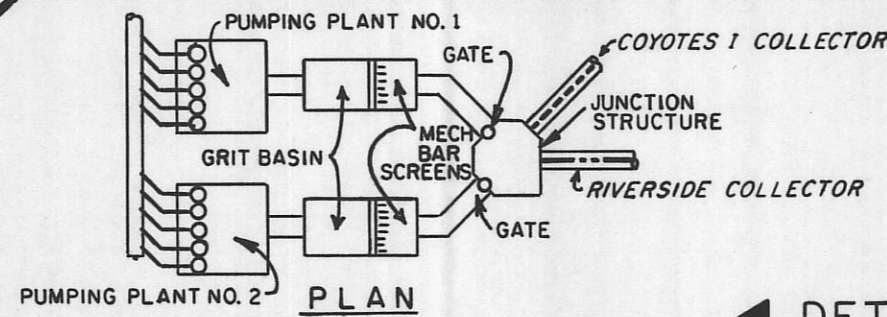 PUMPING PLANT NO. 1
GATE
COYOTES I COLLECTOR
JUNCTION
STRUCTURE
MECH
BAR
SCREENS
GRIT BASIN
RIVERSIDE COLLECTOR
GATE
PUMPING PLANT NO. 2
PLAN
DET